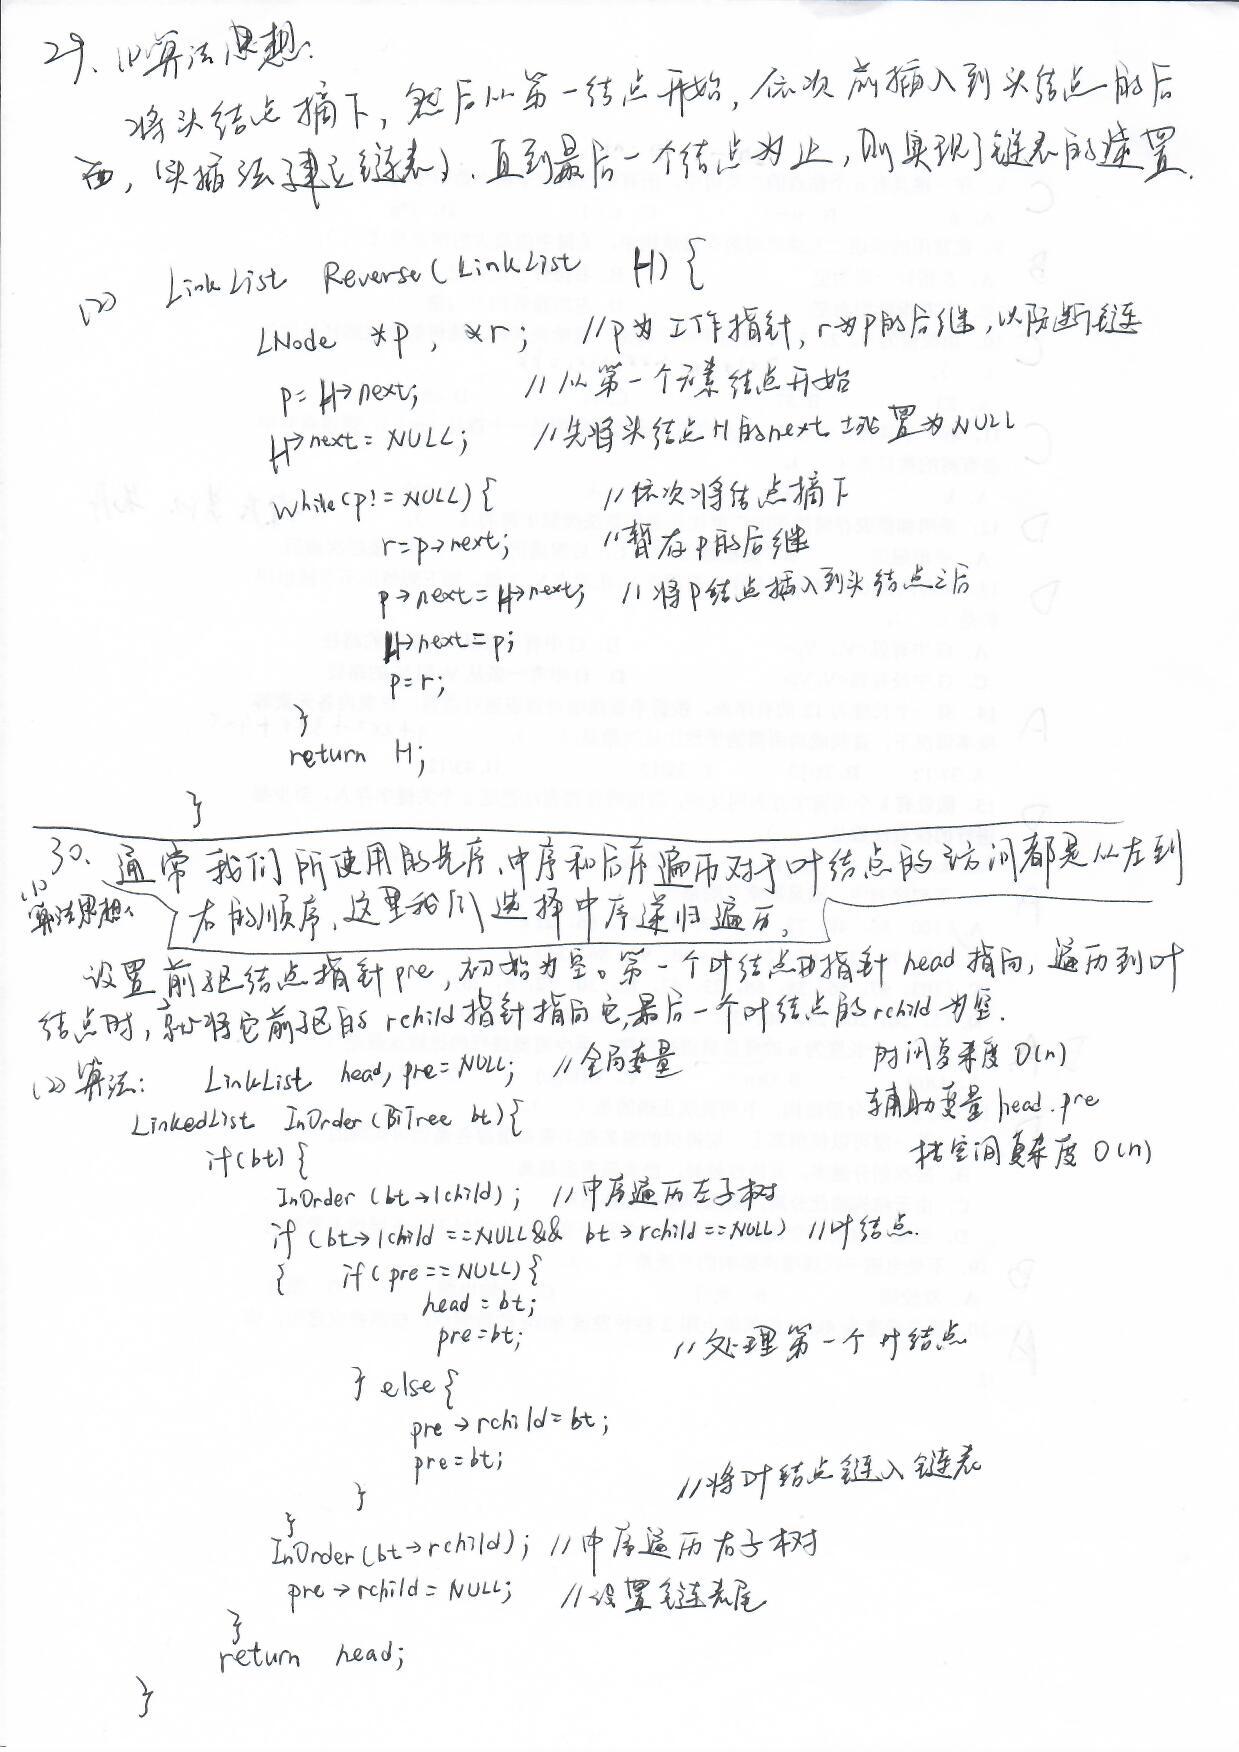 29、(1)算法思想:
将头结点摘下,然后从第一结点开始,依次前插入到头结点的后
面,(头插法建立链表),直到最后一个结点为止,则实现了链表的逆置.
(2) LinkList Reverse(LinkList H){
LNode *p, *r; //p为工作指针,r为p的后继,以防断链
p=H→next; //从第一个元素结点开始
H→next=NULL; //先将头结点H的next域置为NULL
while(p!=NULL){ //依次将结点摘下
r=p→next; //暂存p的后继
p→next=H→next; //将p结点插入到头结点之后
H→next=p;
p=r;
}
return H;
}
30、通常我们所使用的先序、中序和后序遍历对于叶结点的访问都是从左到
(1)算法思想: 右的顺序,这里我们选择中序递归遍历。
设置前驱结点指针pre,初始为空。第一个叶结点由指针head指向,遍历到叶
结点时,就将它前驱的rchild指针指向它,最后一个叶结点的rchild为空.
(2)算法: LinkList head, pre=NULL; //全局变量 时间复杂度O(n)
LinkedList InOrder(BiTree bt){ 辅助变量head.pre
if(bt){ 栈空间复杂度O(n)
InOrder(bt→lchild); //中序遍历左子树
if(bt→lchild==NULL&& bt→rchild==NULL) //叶结点.
{ if(pre==NULL){
head=bt;
pre=bt; //处理第一个叶结点
} else{
pre→rchild=bt;
pre=bt; //将叶结点链入链表
}
}
InOrder(bt→rchild); //中序遍历右子树
pre→rchild=NULL; //设置链表尾
}
return head;
}